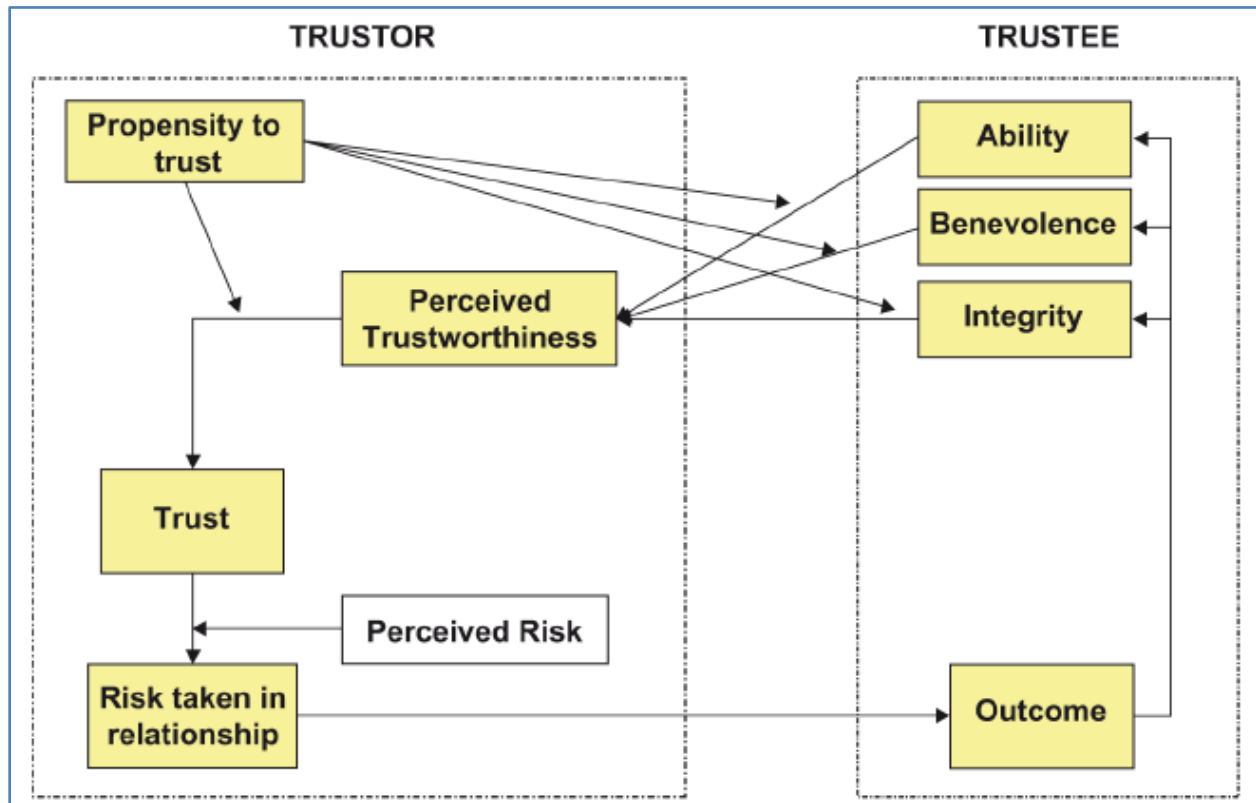 TRUSTOR
TRUSTEE
Propensity to
trust
Ability
Benevolence
Perceived
Trustworthiness
Integrity
Trust
Perceived Risk
Risk taken in
relationship
Outcome